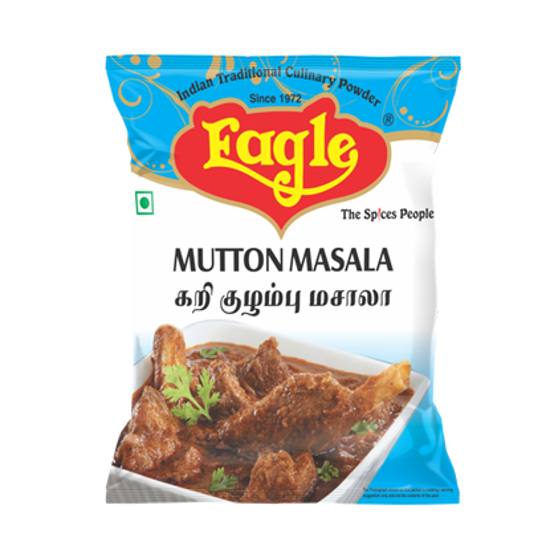 Indian Traditional Culinary Powder
Since 1972
Eagle
®
The Spices People
MUTTON MASALA
கறி குழம்பு மசாலா